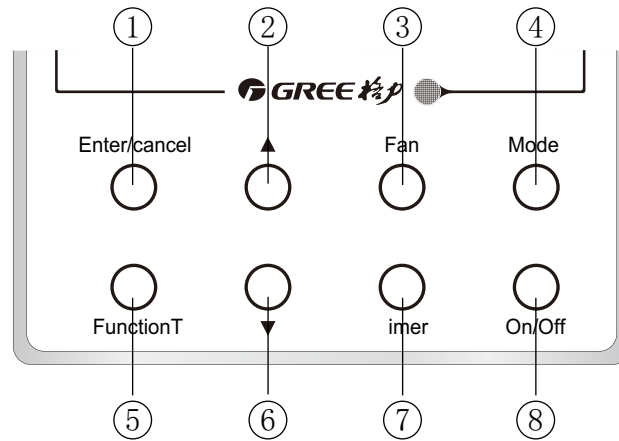 ① ② ③ ④
GREE 格力
Enter/cancel ▲ Fan Mode
FunctionT ▼ imer On/Off
⑤ ⑥ ⑦ ⑧